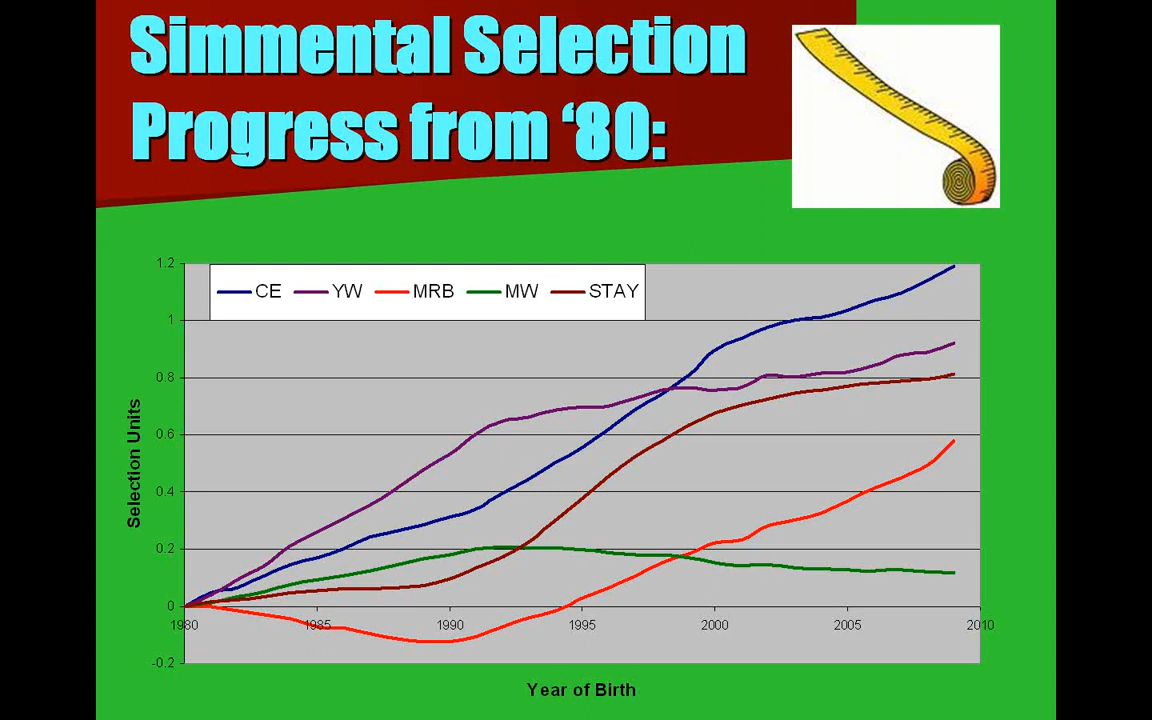 Simmental Selection
Progress from ‘80:
1.2
CE YW MRB MW STAY
1
0.8
0.6
0.4
0.2
0
-0.2
Selection Units
1980 1985 1990 1995 2000 2005 2010
Year of Birth